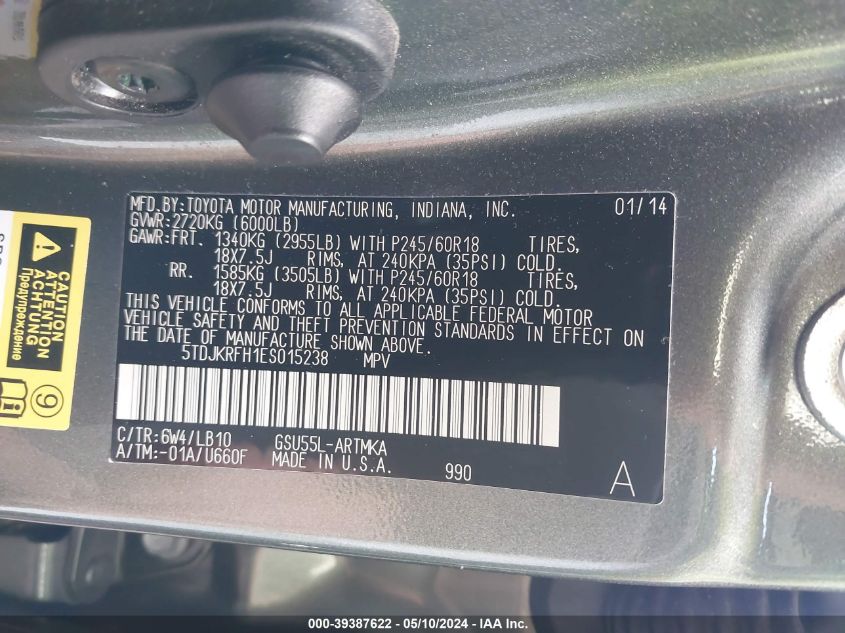 MFD.BY:TOYOTA MOTOR MANUFACTURING, INDIANA, INC. 01/14
GVWR:2720KG (6000LB)
GAWR:FRT. 1340KG (2955LB) WITH P245/60R18 TIRES,
18X7.5J RIMS, AT 240KPA (35PSI) COLD.
RR. 1585KG (3505LB) WITH P245/60R18 TIRES,
18X7.5J RIMS, AT 240KPA (35PSI) COLD.
THIS VEHICLE CONFORMS TO ALL APPLICABLE FEDERAL MOTOR
VEHICLE SAFETY AND THEFT PREVENTION STANDARDS IN EFFECT ON
THE DATE OF MANUFACTURE SHOWN ABOVE.
5TDJKRFH1ES015238 MPV
C/TR:6W4/LB10 GSU55L-ARTMKA
A/TM:-01A/U660F MADE IN U.S.A. 990
A
CAUTION
ACHTUNG
Предупреждение
9
000-39387622 - 05/10/2024 - IAA Inc.